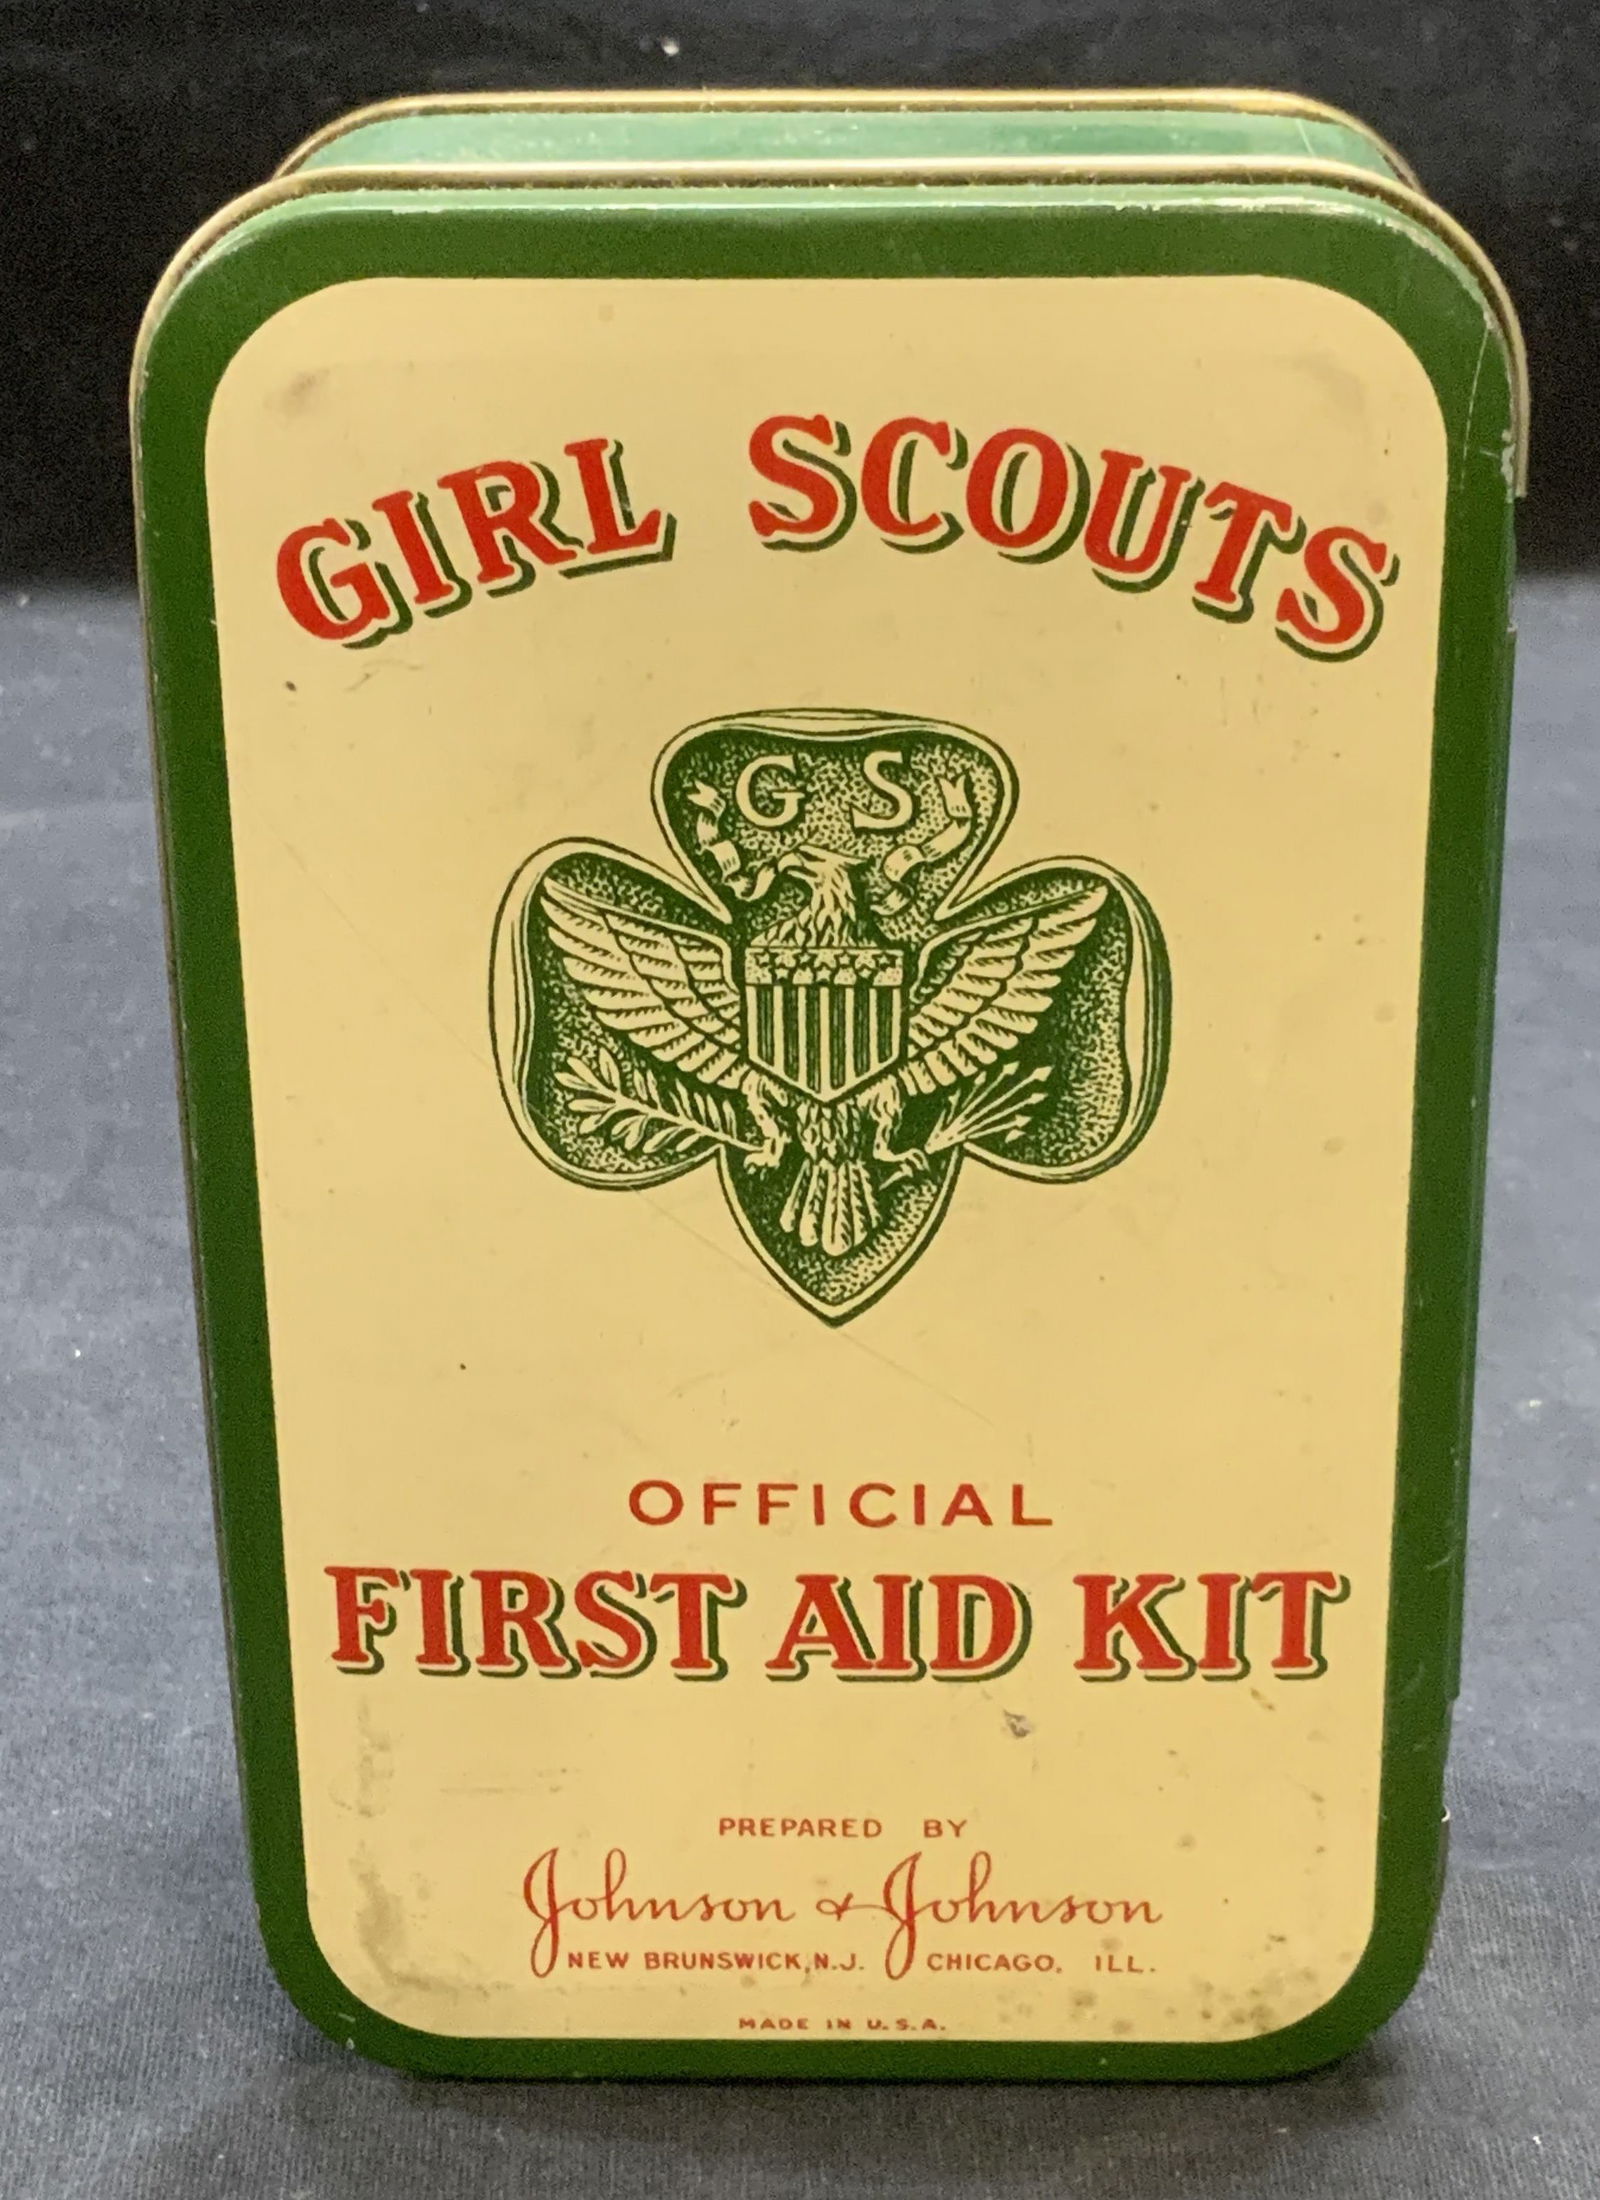 GIRL SCOUTS
G S
OFFICIAL
FIRST AID KIT
PREPARED BY
Johnson & Johnson
NEW BRUNSWICK, N.J. CHICAGO, ILL.
MADE IN U.S.A.